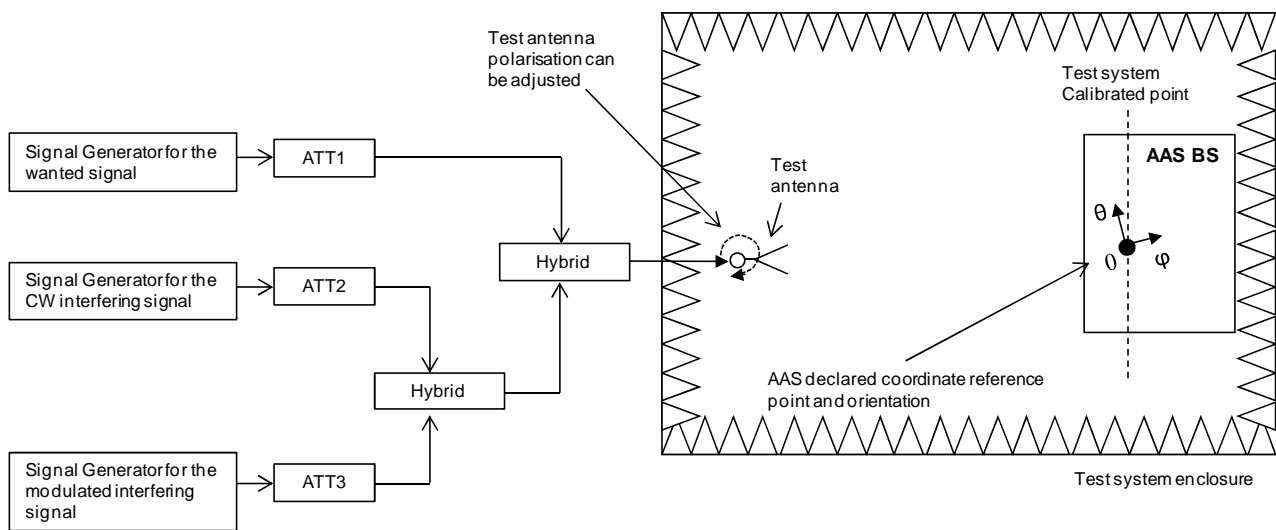 Test antenna
polarisation can
be adjusted
Test system
Calibrated point
Signal Generator for the
wanted signal
ATT1
AAS BS
Test
antenna
θ
Hybrid
0
φ
Signal Generator for the
CW interfering signal
ATT2
Hybrid
AAS declared coordinate reference
point and orientation
Signal Generator for the
modulated interfering
signal
ATT3
Test system enclosure